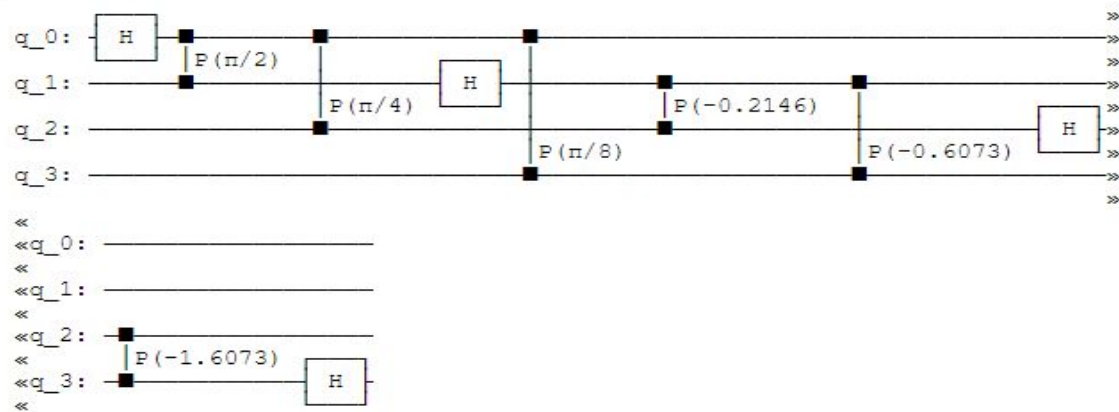 »
q_0: H »
P(π/2) »
q_1: H »
P(π/4) P(-0.2146) »
q_2: H »
P(π/8) P(-0.6073) »
q_3: »
»
«
«q_0:
«
«q_1:
«
«q_2:
« P(-1.6073)
«q_3: H
«